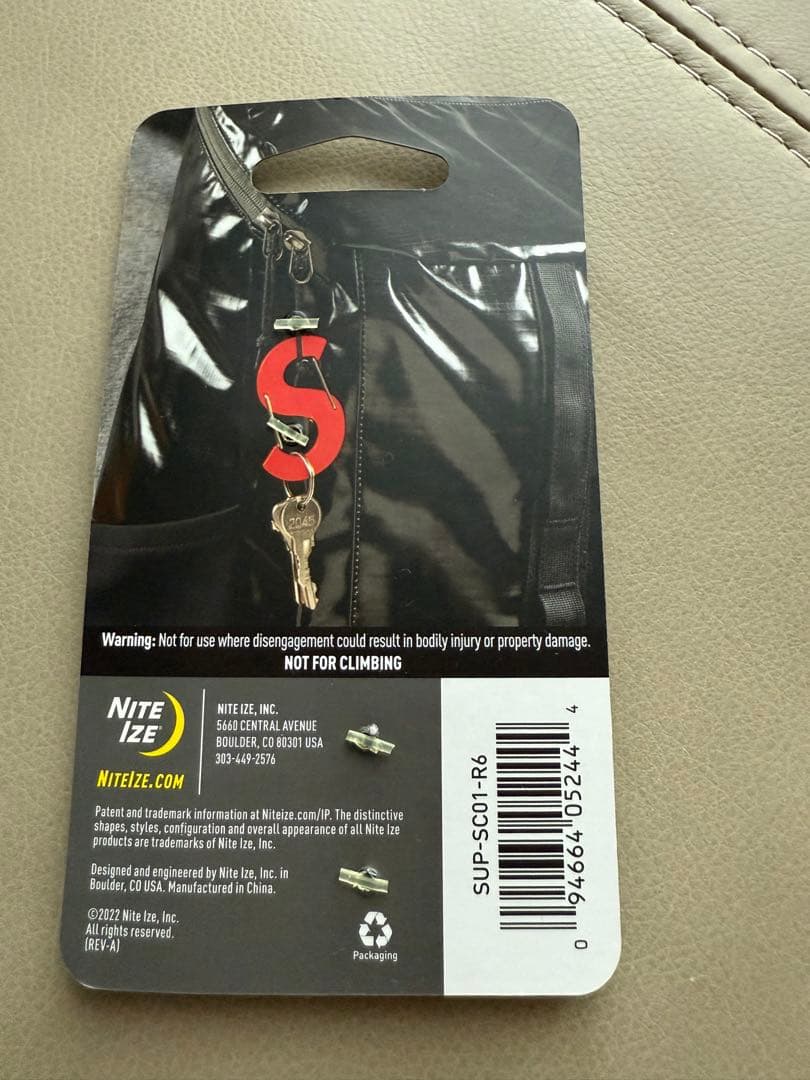 S
2045
Warning: Not for use where disengagement could result in bodily injury or property damage.
NOT FOR CLIMBING
NITE
IZE®
NITEIZE.COM
NITE IZE, INC.
5660 CENTRAL AVENUE
BOULDER, CO 80301 USA
303-449-2576
Patent and trademark information at Niteize.com/IP. The distinctive
shapes, styles, configuration and overall appearance of all Nite Ize
products are trademarks of Nite Ize, Inc.
Designed and engineered by Nite Ize, Inc. in
Boulder, CO USA. Manufactured in China.
©2022 Nite Ize, Inc.
All rights reserved.
(REV-A)
Packaging
SUP-SC01-R6
0 94664 05244 4